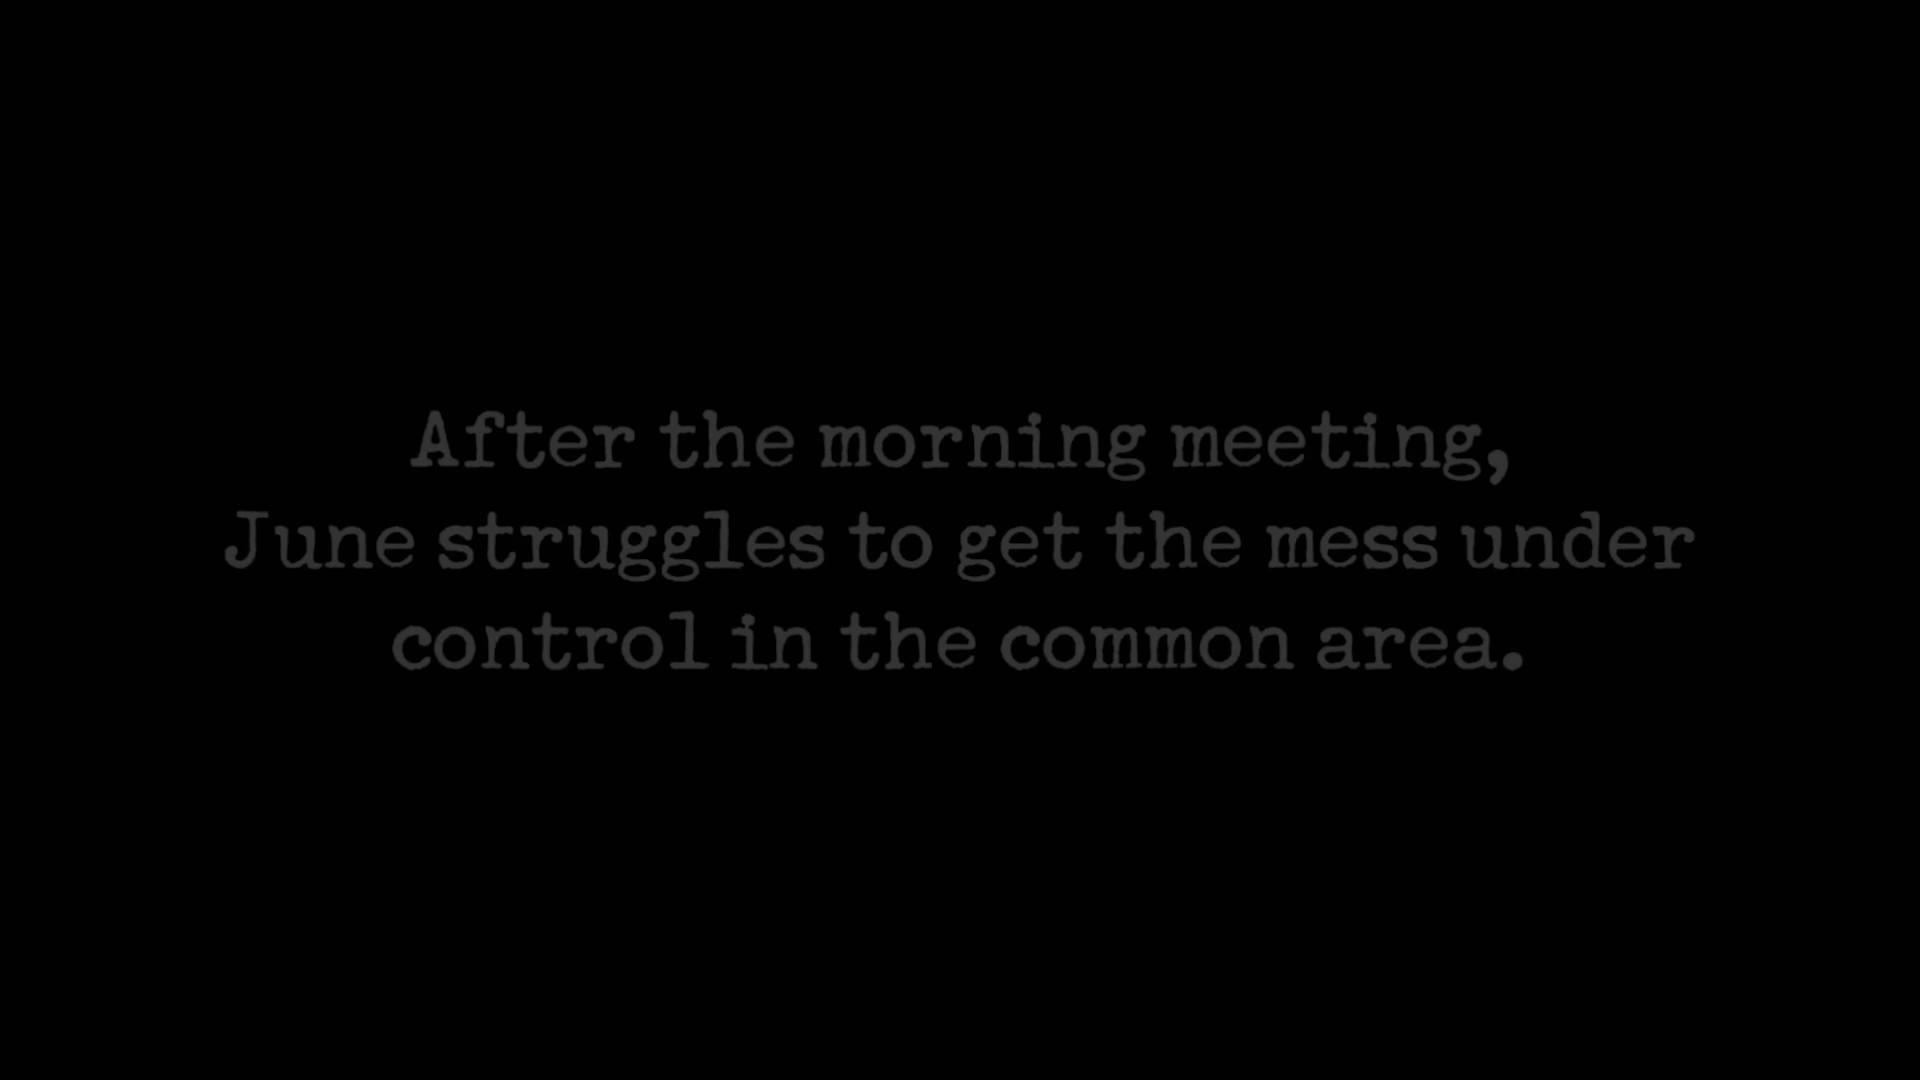 After the morning meeting,
June struggles to get the mess under
control in the common area.